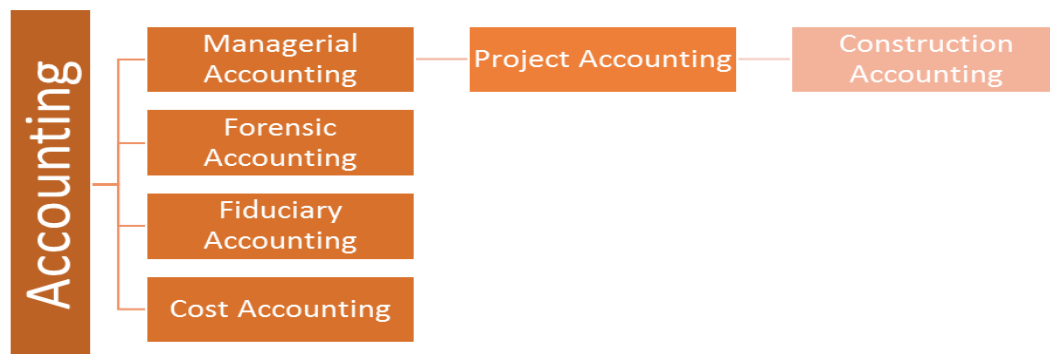 Accounting
Managerial
Accounting
Project Accounting
Construction
Accounting
Forensic
Accounting
Fiduciary
Accounting
Cost Accounting